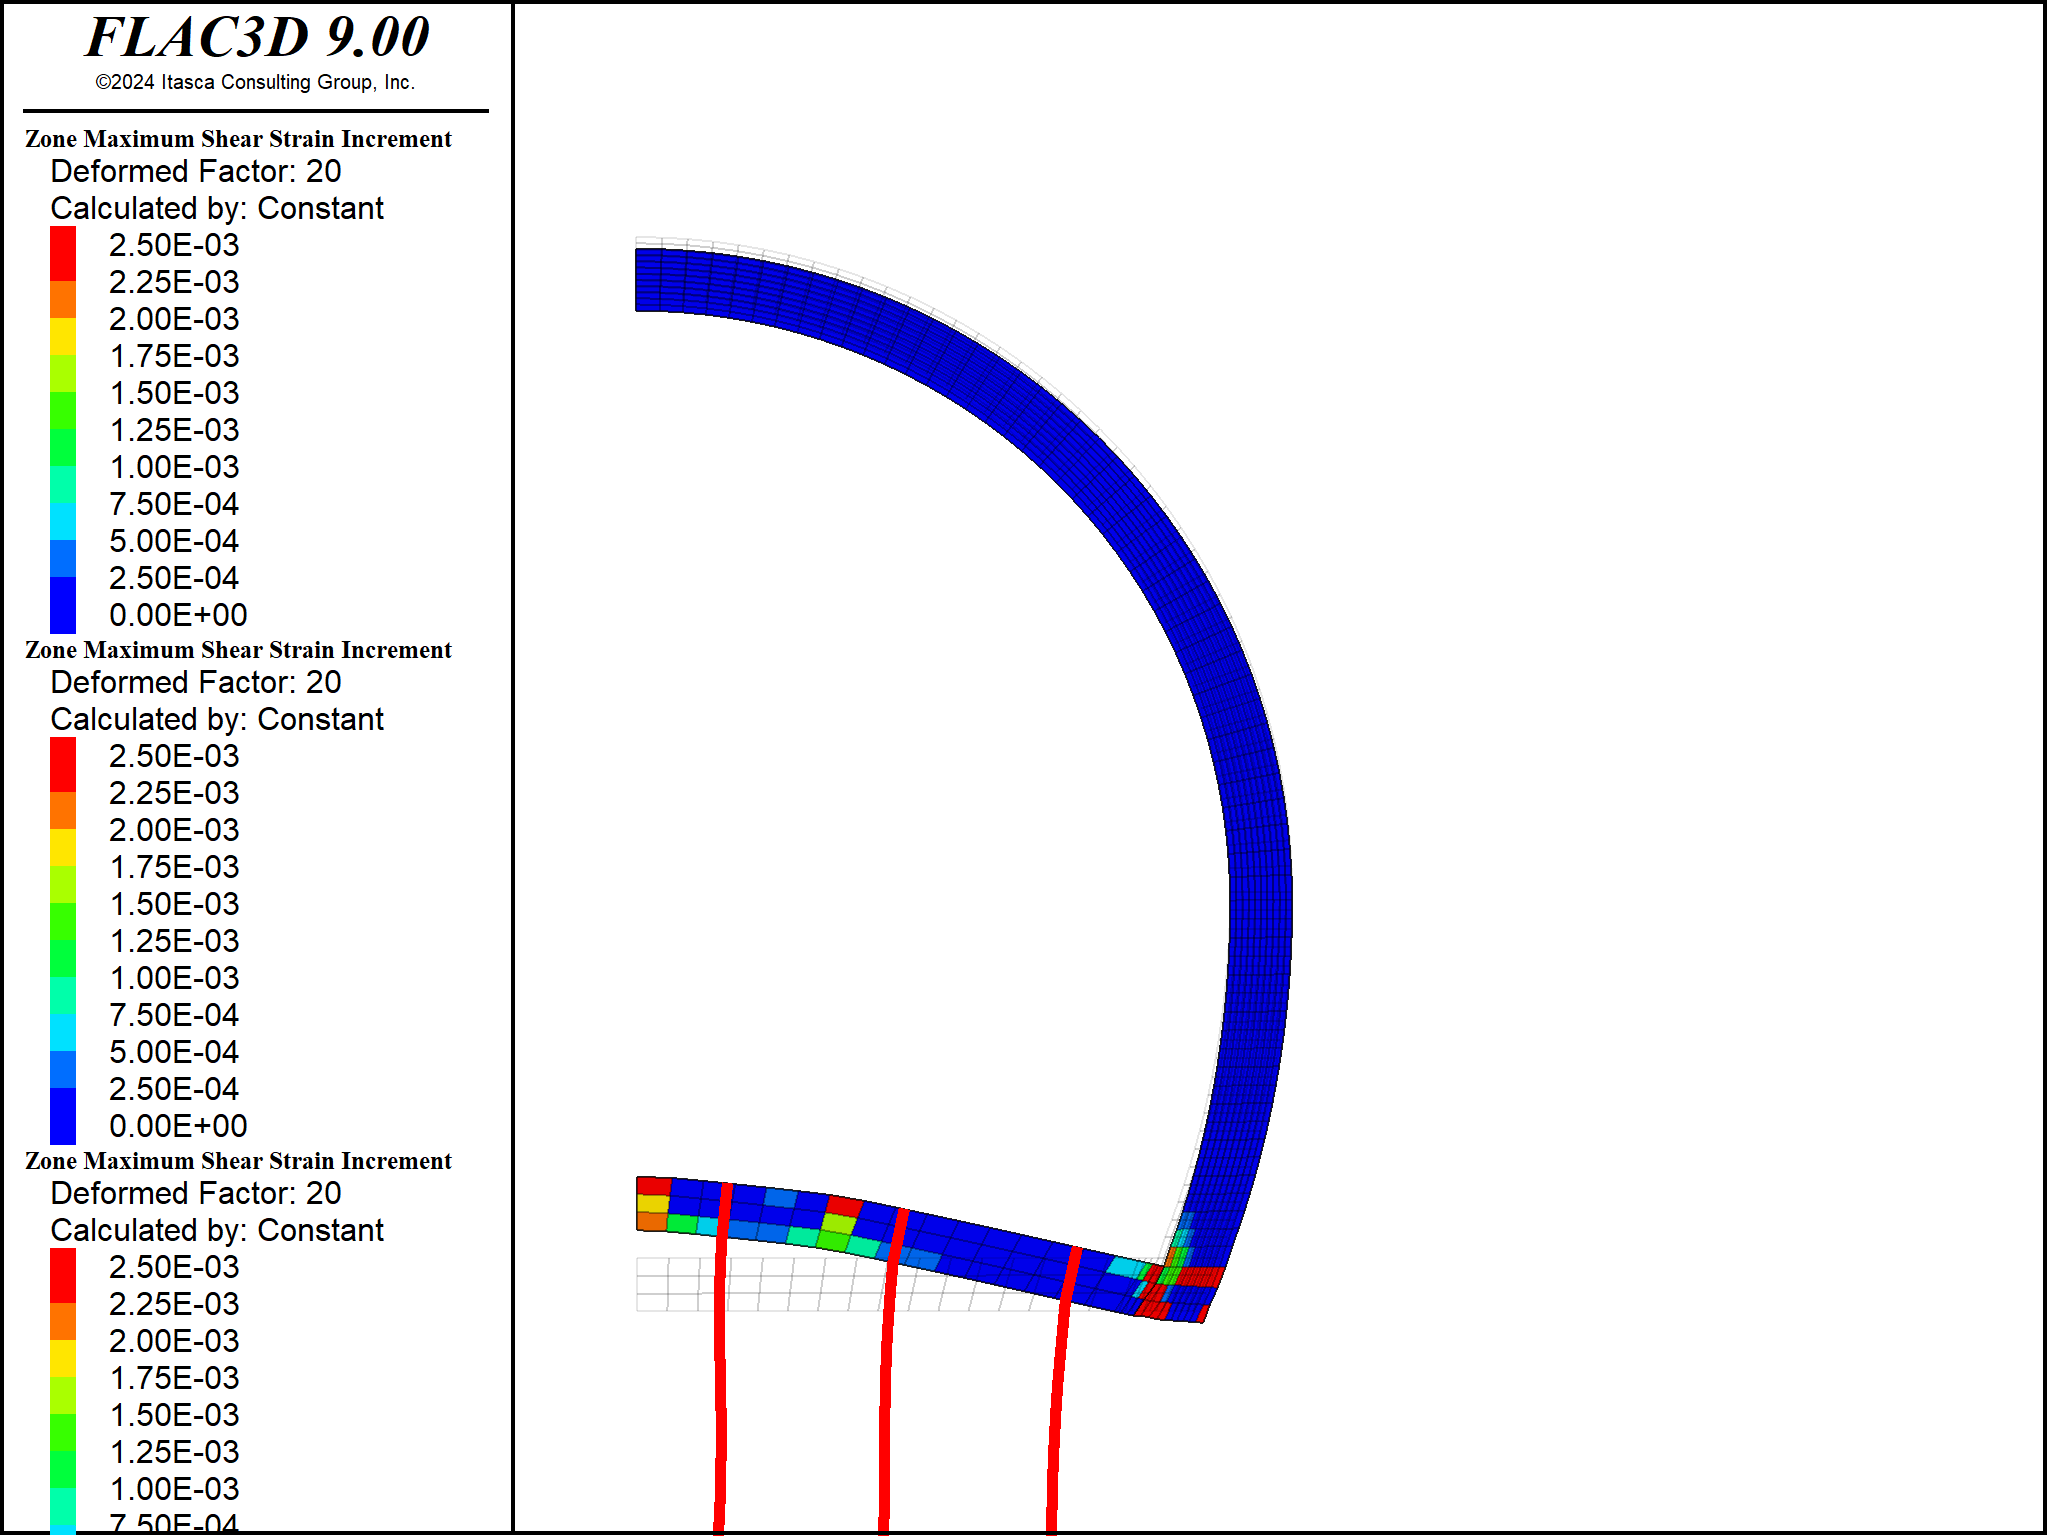 FLAC3D 9.00
©2024 Itasca Consulting Group, Inc.
Zone Maximum Shear Strain Increment
Deformed Factor: 20
Calculated by: Constant
2.50E-03
2.25E-03
2.00E-03
1.75E-03
1.50E-03
1.25E-03
1.00E-03
7.50E-04
5.00E-04
2.50E-04
0.00E+00
Zone Maximum Shear Strain Increment
Deformed Factor: 20
Calculated by: Constant
2.50E-03
2.25E-03
2.00E-03
1.75E-03
1.50E-03
1.25E-03
1.00E-03
7.50E-04
5.00E-04
2.50E-04
0.00E+00
Zone Maximum Shear Strain Increment
Deformed Factor: 20
Calculated by: Constant
2.50E-03
2.25E-03
2.00E-03
1.75E-03
1.50E-03
1.25E-03
1.00E-03
7.50E-04